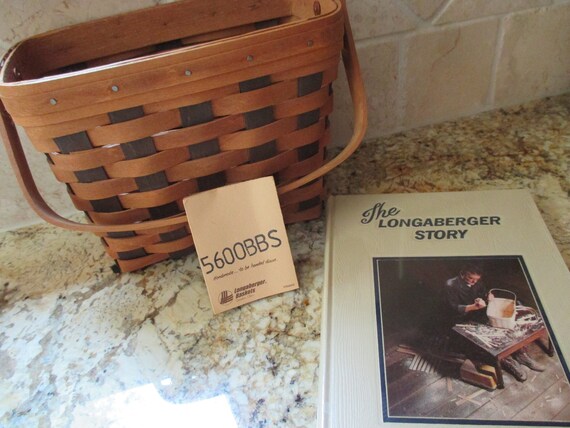 5600BBS
Longaberger
Baskets
The
LONGABERGER
STORY